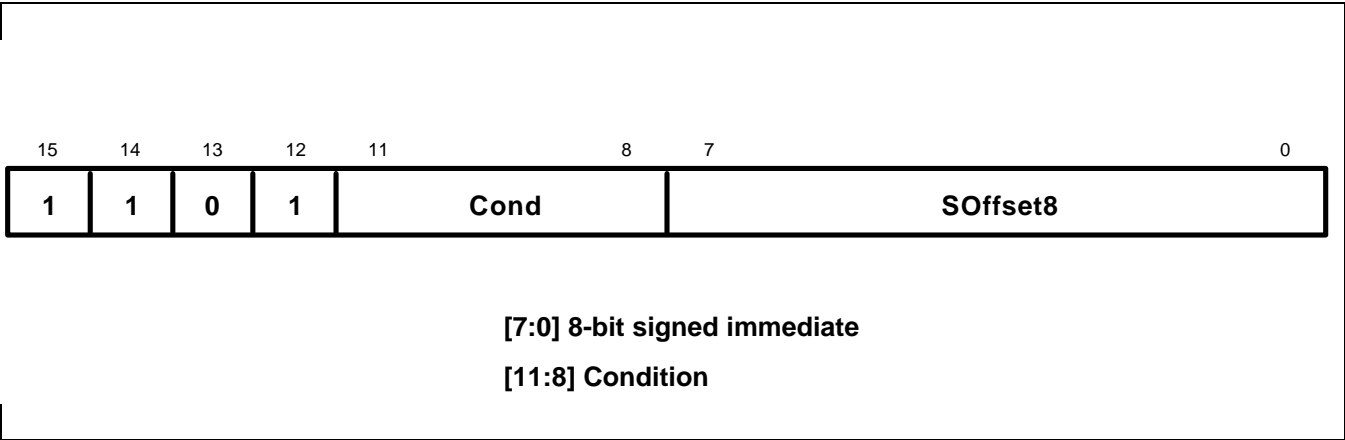 15 14 13 12 11 8 7 0
1 1 0 1 Cond SOffset8
[7:0] 8-bit signed immediate
[11:8] Condition